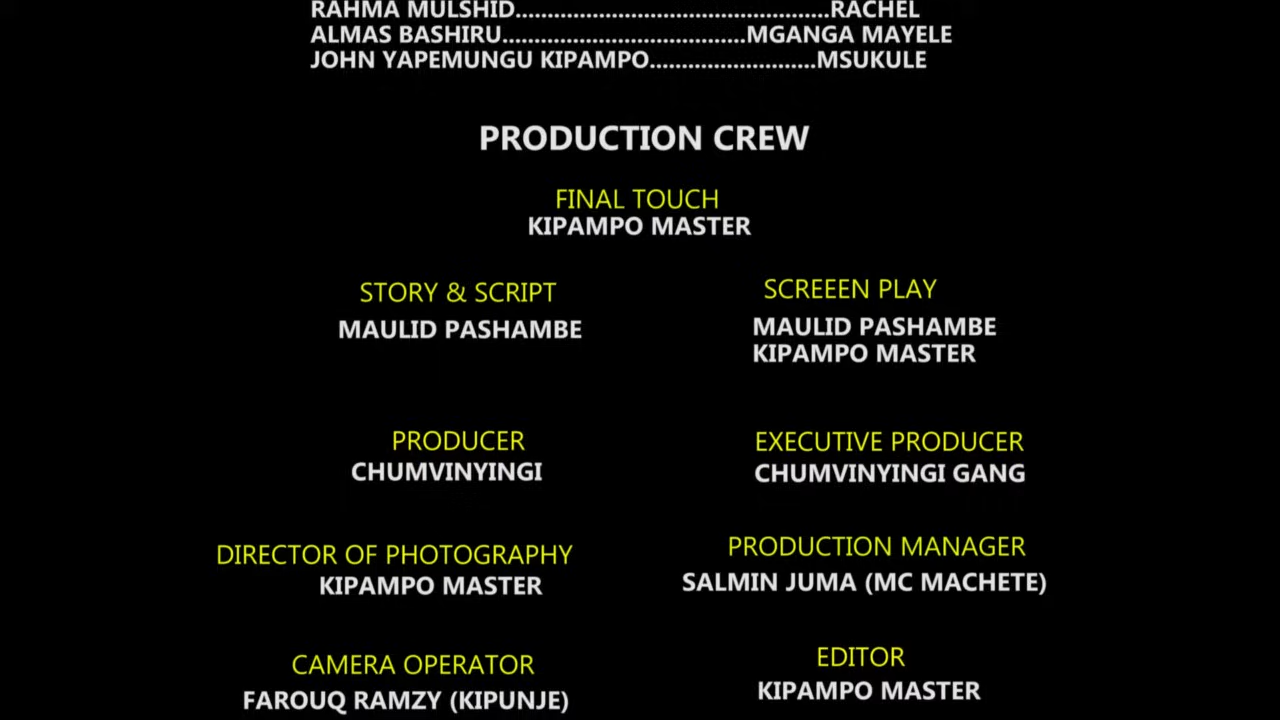 RAHMA MULSHID..................................................RACHEL
ALMAS BASHIRU......................................MGANGA MAYELE
JOHN YAPEMUNGU KIPAMPO..........................MSUKULE
PRODUCTION CREW
FINAL TOUCH
KIPAMPO MASTER
STORY & SCRIPT
MAULID PASHAMBE
SCREEEN PLAY
MAULID PASHAMBE
KIPAMPO MASTER
PRODUCER
CHUMVINYINGI
EXECUTIVE PRODUCER
CHUMVINYINGI GANG
DIRECTOR OF PHOTOGRAPHY
KIPAMPO MASTER
PRODUCTION MANAGER
SALMIN JUMA (MC MACHETE)
CAMERA OPERATOR
FAROUQ RAMZY (KIPUNJE)
EDITOR
KIPAMPO MASTER